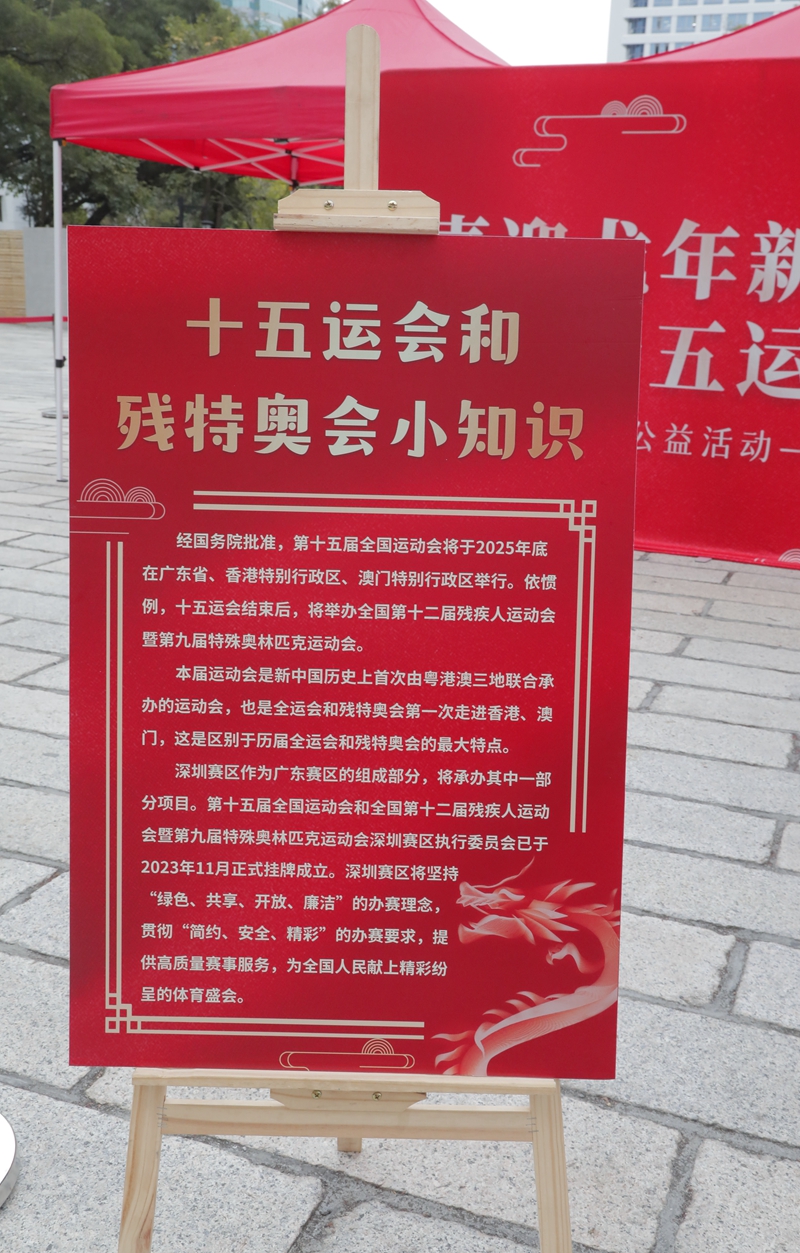 十五运会和
残特奥会小知识
经国务院批准，第十五届全国运动会将于2025年底
在广东省、香港特别行政区、澳门特别行政区举行。依惯
例，十五运会结束后，将举办全国第十二届残疾人运动会
暨第九届特殊奥林匹克运动会。
本届运动会是新中国历史上首次由粤港澳三地联合承
办的运动会，也是全运会和残特奥会第一次走进香港、澳
门，这是区别于历届全运会和残特奥会的最大特点。
深圳赛区作为广东赛区的组成部分，将承办其中一部
分项目。第十五届全国运动会和全国第十二届残疾人运动
会暨第九届特殊奥林匹克运动会深圳赛区执行委员会已于
2023年11月正式挂牌成立。深圳赛区将坚持
“绿色、共享、开放、廉洁”的办赛理念，
贯彻“简约、安全、精彩”的办赛要求，提
供高质量赛事服务，为全国人民献上精彩纷
呈的体育盛会。
迎龙年新
五运
公益活动